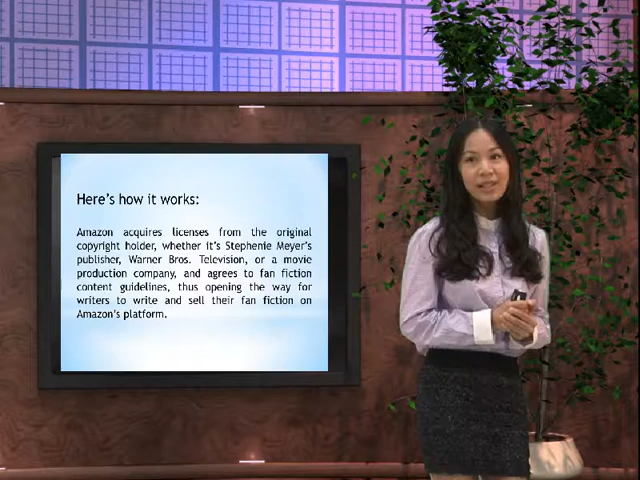 Here's how it works:
Amazon acquires licenses from the original
copyright holder, whether it's Stephenie Meyer's
publisher, Warner Bros. Television, or a movie
production company, and agrees to fan fiction
content guidelines, thus opening the way for
writers to write and sell their fan fiction on
Amazon's platform.